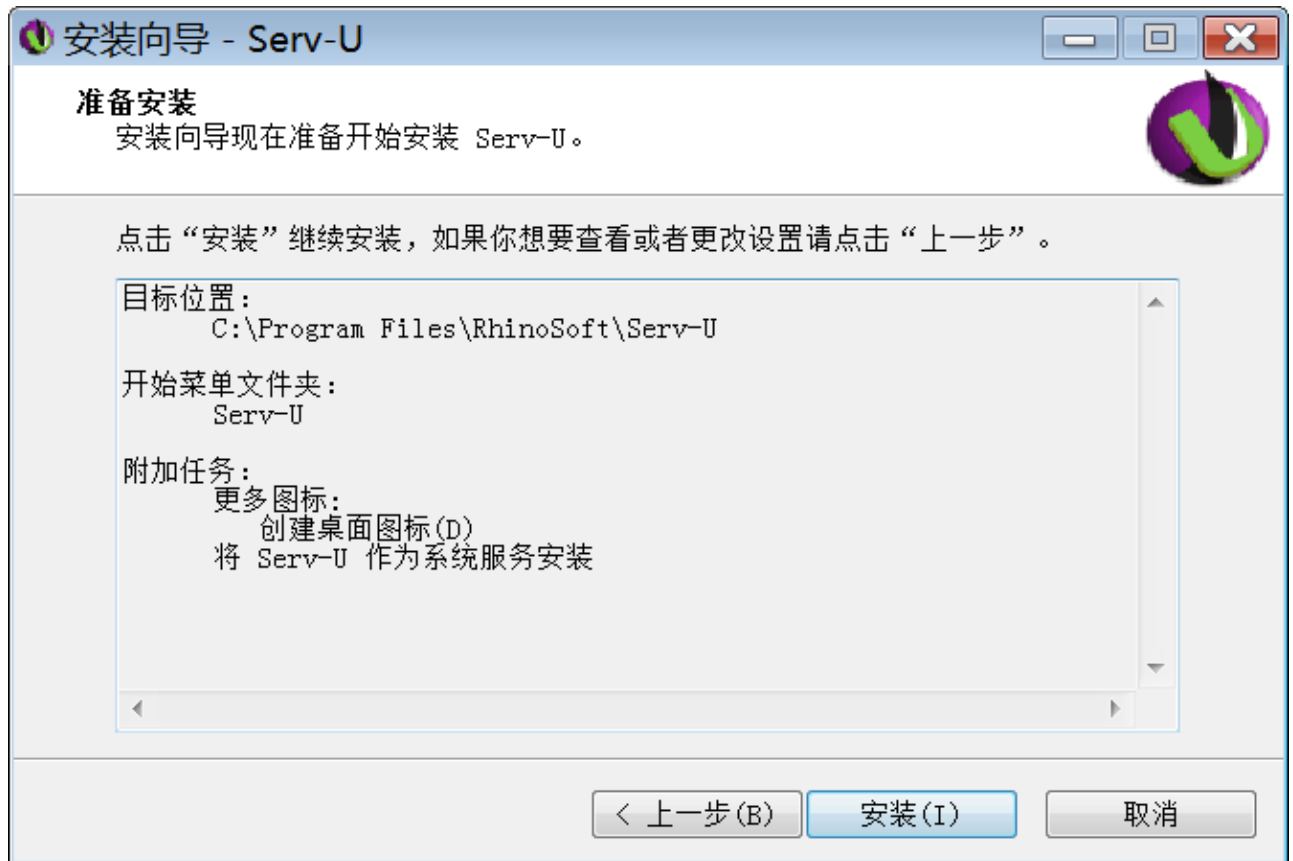 安装向导 - Serv-U
准备安装
安装向导现在准备开始安装 Serv-U。
点击“安装”继续安装，如果你想要查看或者更改设置请点击“上一步”。
目标位置:
C:\Program Files\RhinoSoft\Serv-U
开始菜单文件夹:
Serv-U
附加任务:
更多图标:
创建桌面图标(D)
将 Serv-U 作为系统服务安装
< 上一步(B) 安装(I) 取消